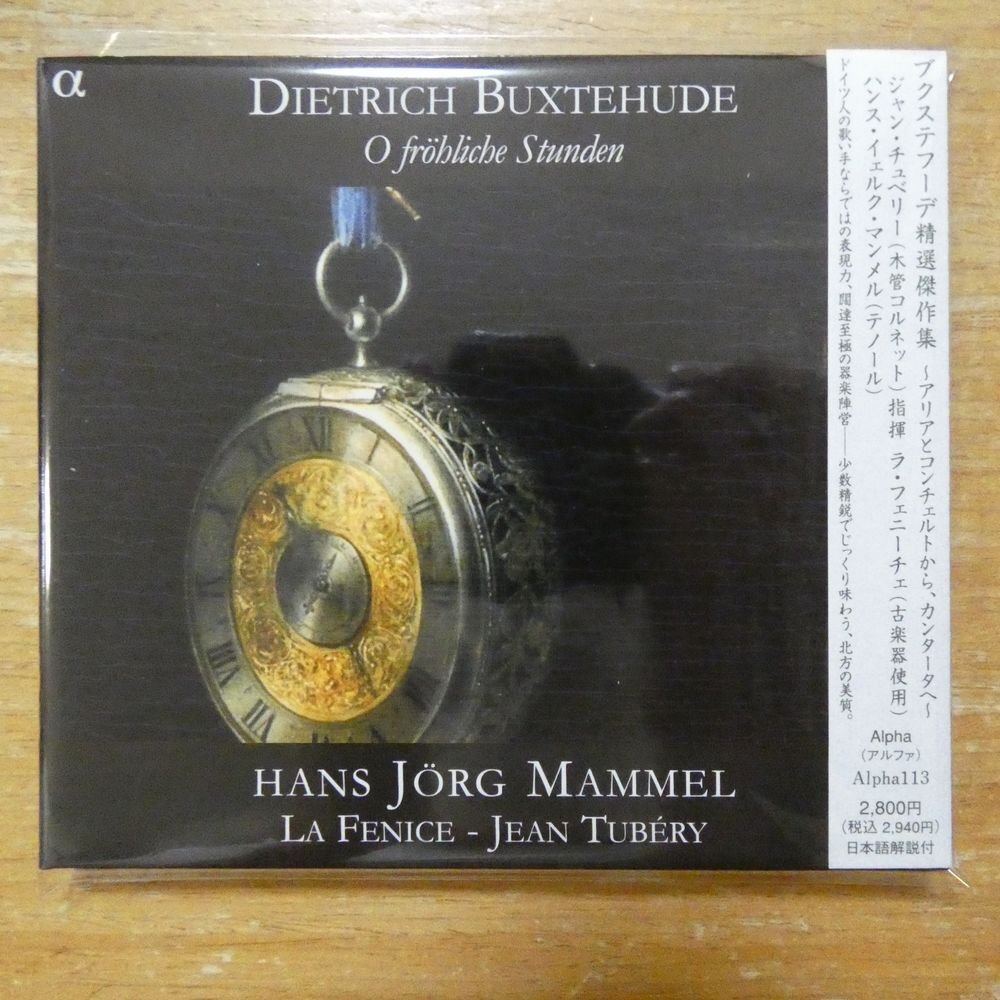 α
DIETRICH BUXTEHUDE
O fröhliche Stunden
HANS JÖRG MAMMEL
LA FENICE - JEAN TUBÉRY
ブクステフーデ精選傑作集 ～アリアとコンチェルトから、カンタータへ～
ジャン・チュベリー(木管コルネット)指揮 ラ・フェニーチェ(古楽器使用)
ハンス・イェルク・マンメル(テノール)
ドイツ人の歌い手ならではの表現力、闊達至極の器楽陣営――少数精鋭でじっくり味わう、北方の美質。
Alpha
(アルファ)
Alpha113
2,800円
(税込 2,940円)
日本語解説付